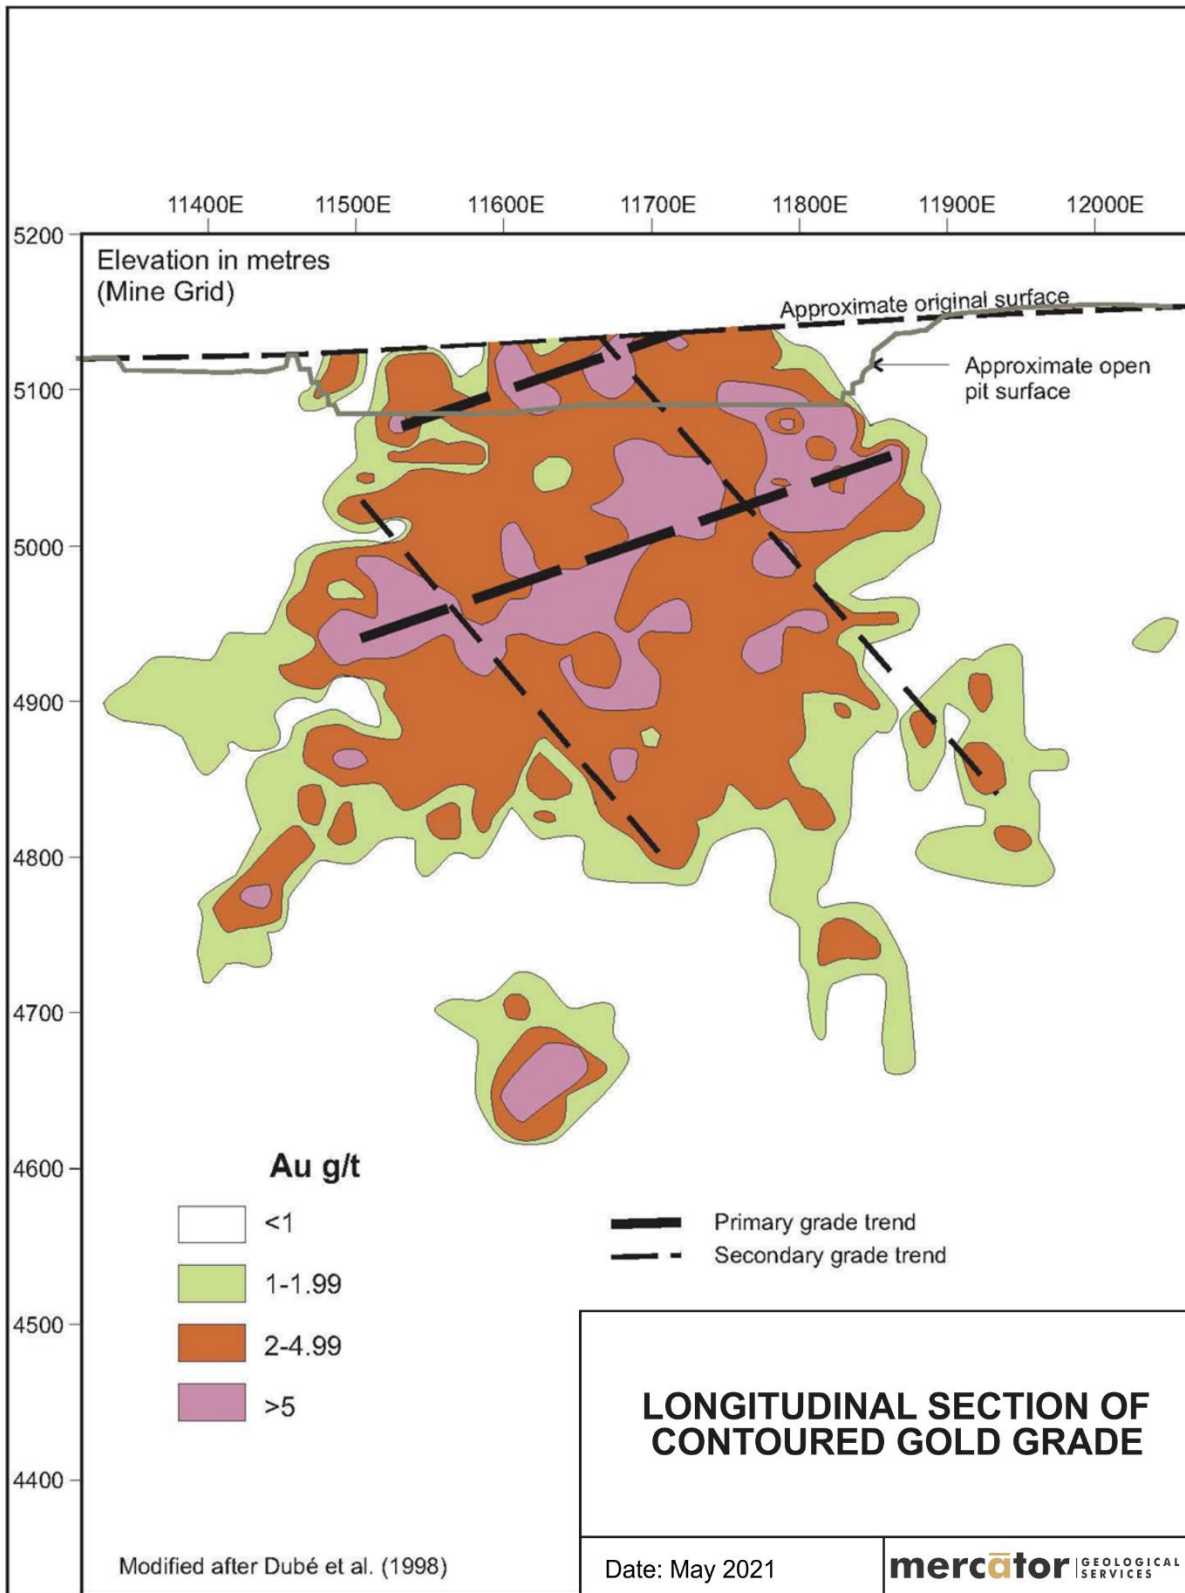 11400E 11500E 11600E 11700E 11800E 11900E 12000E
5200
Elevation in metres
(Mine Grid)
Approximate original surface
Approximate open
pit surface
5100
5000
4900
4800
4700
4600
4500
4400
Au g/t
<1
1-1.99
2-4.99
>5
Primary grade trend
Secondary grade trend
LONGITUDINAL SECTION OF
CONTOURED GOLD GRADE
Modified after Dubé et al. (1998)
Date: May 2021
mercātor GEOLOGICAL
SERVICES